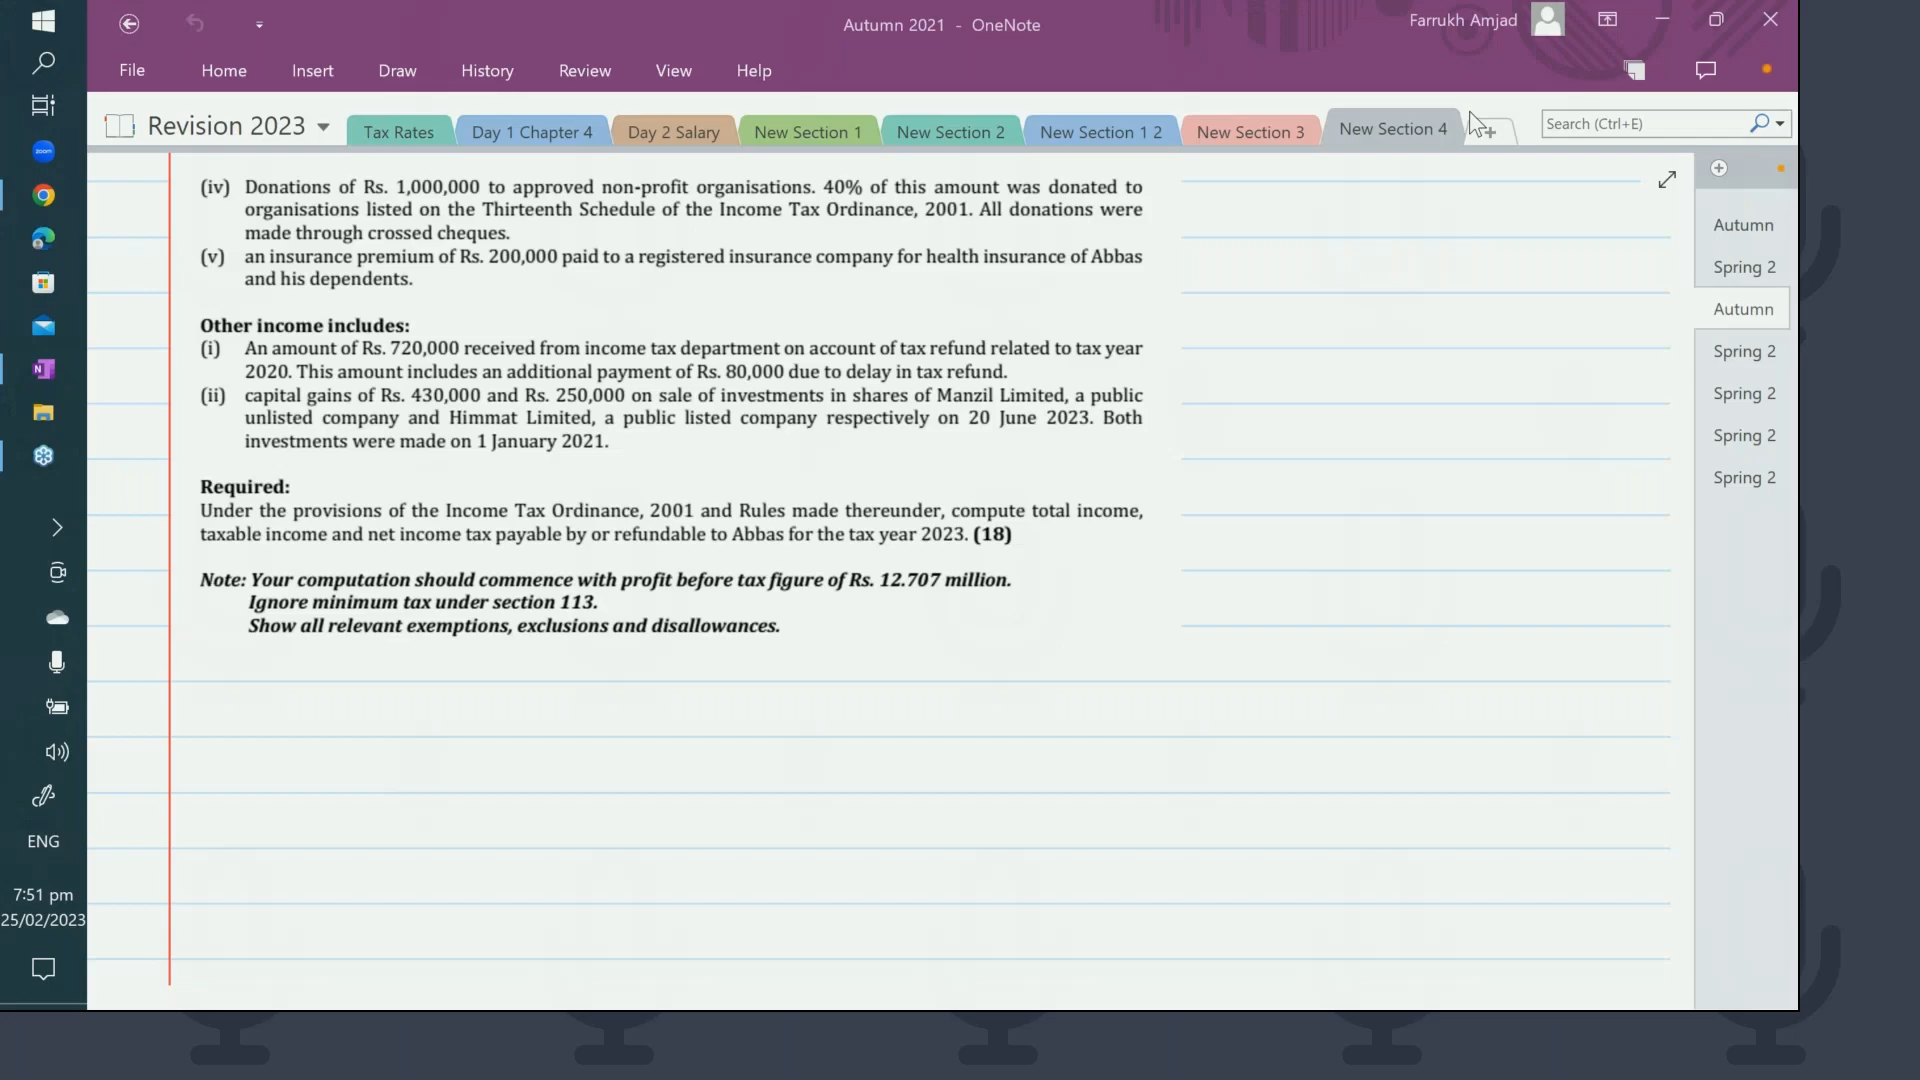 Autumn 2021 - OneNote
Farrukh Amjad
File Home Insert Draw History Review View Help
Revision 2023
Tax Rates
Day 1 Chapter 4
Day 2 Salary
New Section 1
New Section 2
New Section 1 2
New Section 3
New Section 4
Search (Ctrl+E)
(iv) Donations of Rs. 1,000,000 to approved non-profit organisations. 40% of this amount was donated to
organisations listed on the Thirteenth Schedule of the Income Tax Ordinance, 2001. All donations were
made through crossed cheques.
(v) an insurance premium of Rs. 200,000 paid to a registered insurance company for health insurance of Abbas
and his dependents.
Other income includes:
(i) An amount of Rs. 720,000 received from income tax department on account of tax refund related to tax year
2020. This amount includes an additional payment of Rs. 80,000 due to delay in tax refund.
(ii) capital gains of Rs. 430,000 and Rs. 250,000 on sale of investments in shares of Manzil Limited, a public
unlisted company and Himmat Limited, a public listed company respectively on 20 June 2023. Both
investments were made on 1 January 2021.
Required:
Under the provisions of the Income Tax Ordinance, 2001 and Rules made thereunder, compute total income,
taxable income and net income tax payable by or refundable to Abbas for the tax year 2023. (18)
Note: Your computation should commence with profit before tax figure of Rs. 12.707 million.
Ignore minimum tax under section 113.
Show all relevant exemptions, exclusions and disallowances.
Autumn
Spring 2
Autumn
Spring 2
Spring 2
Spring 2
Spring 2
zoom
N
ENG
7:51 pm
25/02/2023